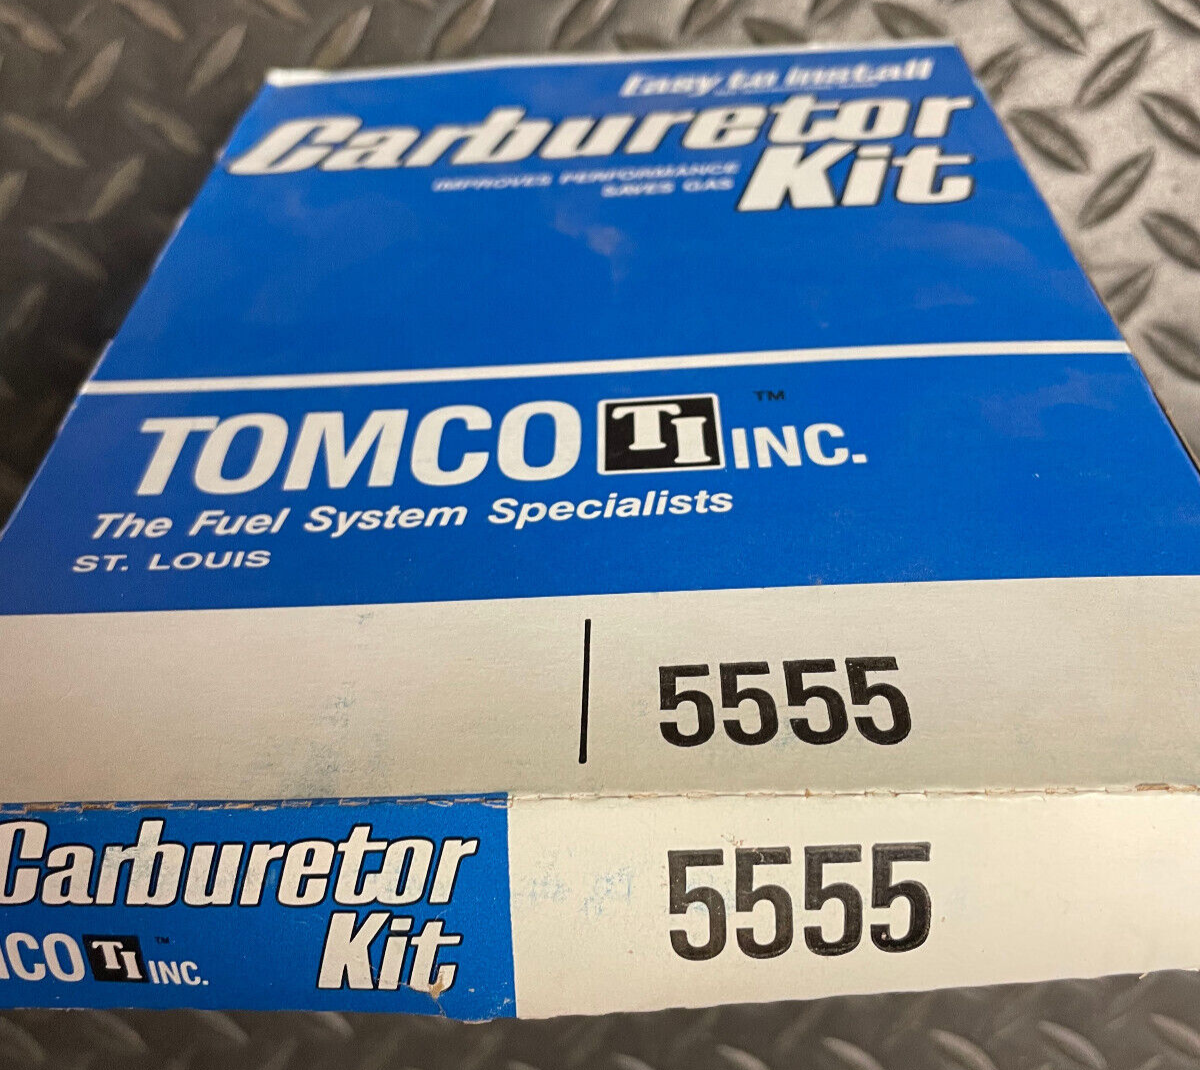 Easy to install
Carburetor
Kit
IMPROVES PERFORMANCE
SAVES GAS
TOMCO TI INC.™
The Fuel System Specialists
ST. LOUIS
5555
Carburetor
Kit
MCO TI INC.™
5555